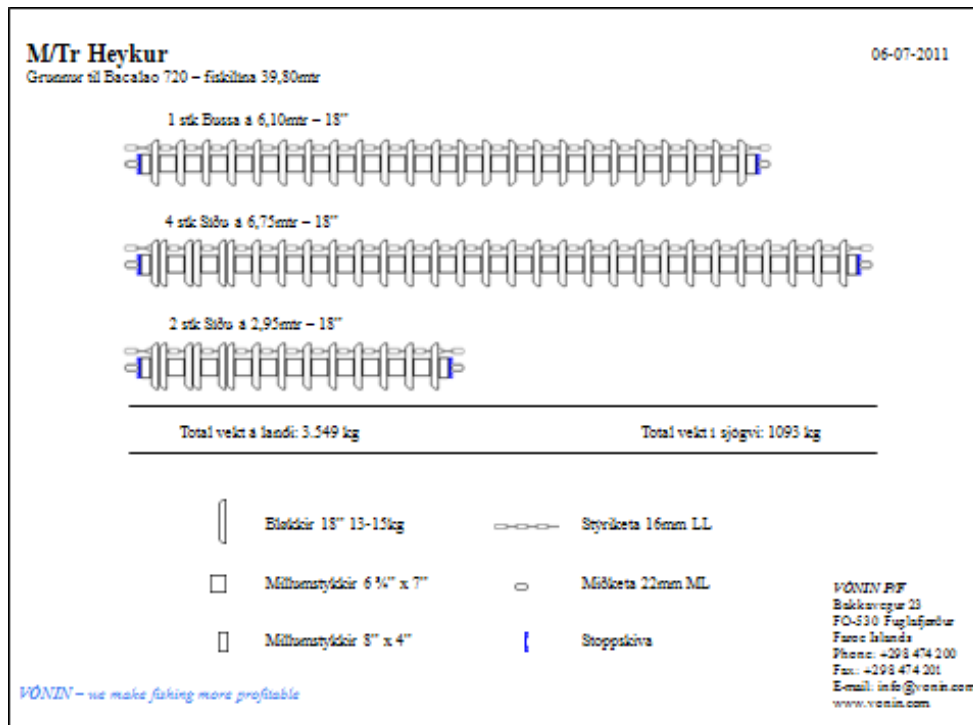 M/Tr Heykur
06-07-2011
Grunnur til Bacalao 720 – fiskilina 39,80mtr
1 stk Bussa á 6,10mtr – 18"
4 stk Síðu á 6,75mtr – 18"
2 stk Síðu á 2,95mtr – 18"
Total vekt á landi: 3.549 kg
Total vekt í sjógvi: 1093 kg
Bløkkir 18" 13-15kg
Stýriketa 16mm LL
Millumstykkir 6 ¾" x 7"
Miðketa 22mm ML
Millumstykkir 8" x 4"
Stoppskiva
VÓNIN P/F
Bakkavegur 23
FO-530 Fuglafjørður
Faroe Islands
Phone: +298 474 200
Fax: +298 474 201
E-mail: info@vonin.com
www.vonin.com
VÓNIN – we make fishing more profitable